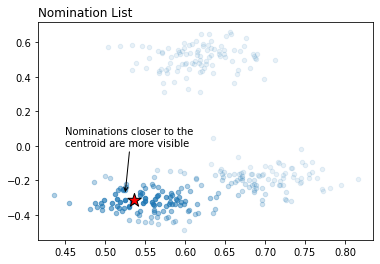 Nomination List
0.6
0.4
0.2
0.0
−0.2
−0.4
Nominations closer to the
centroid are more visible
0.45 0.50 0.55 0.60 0.65 0.70 0.75 0.80